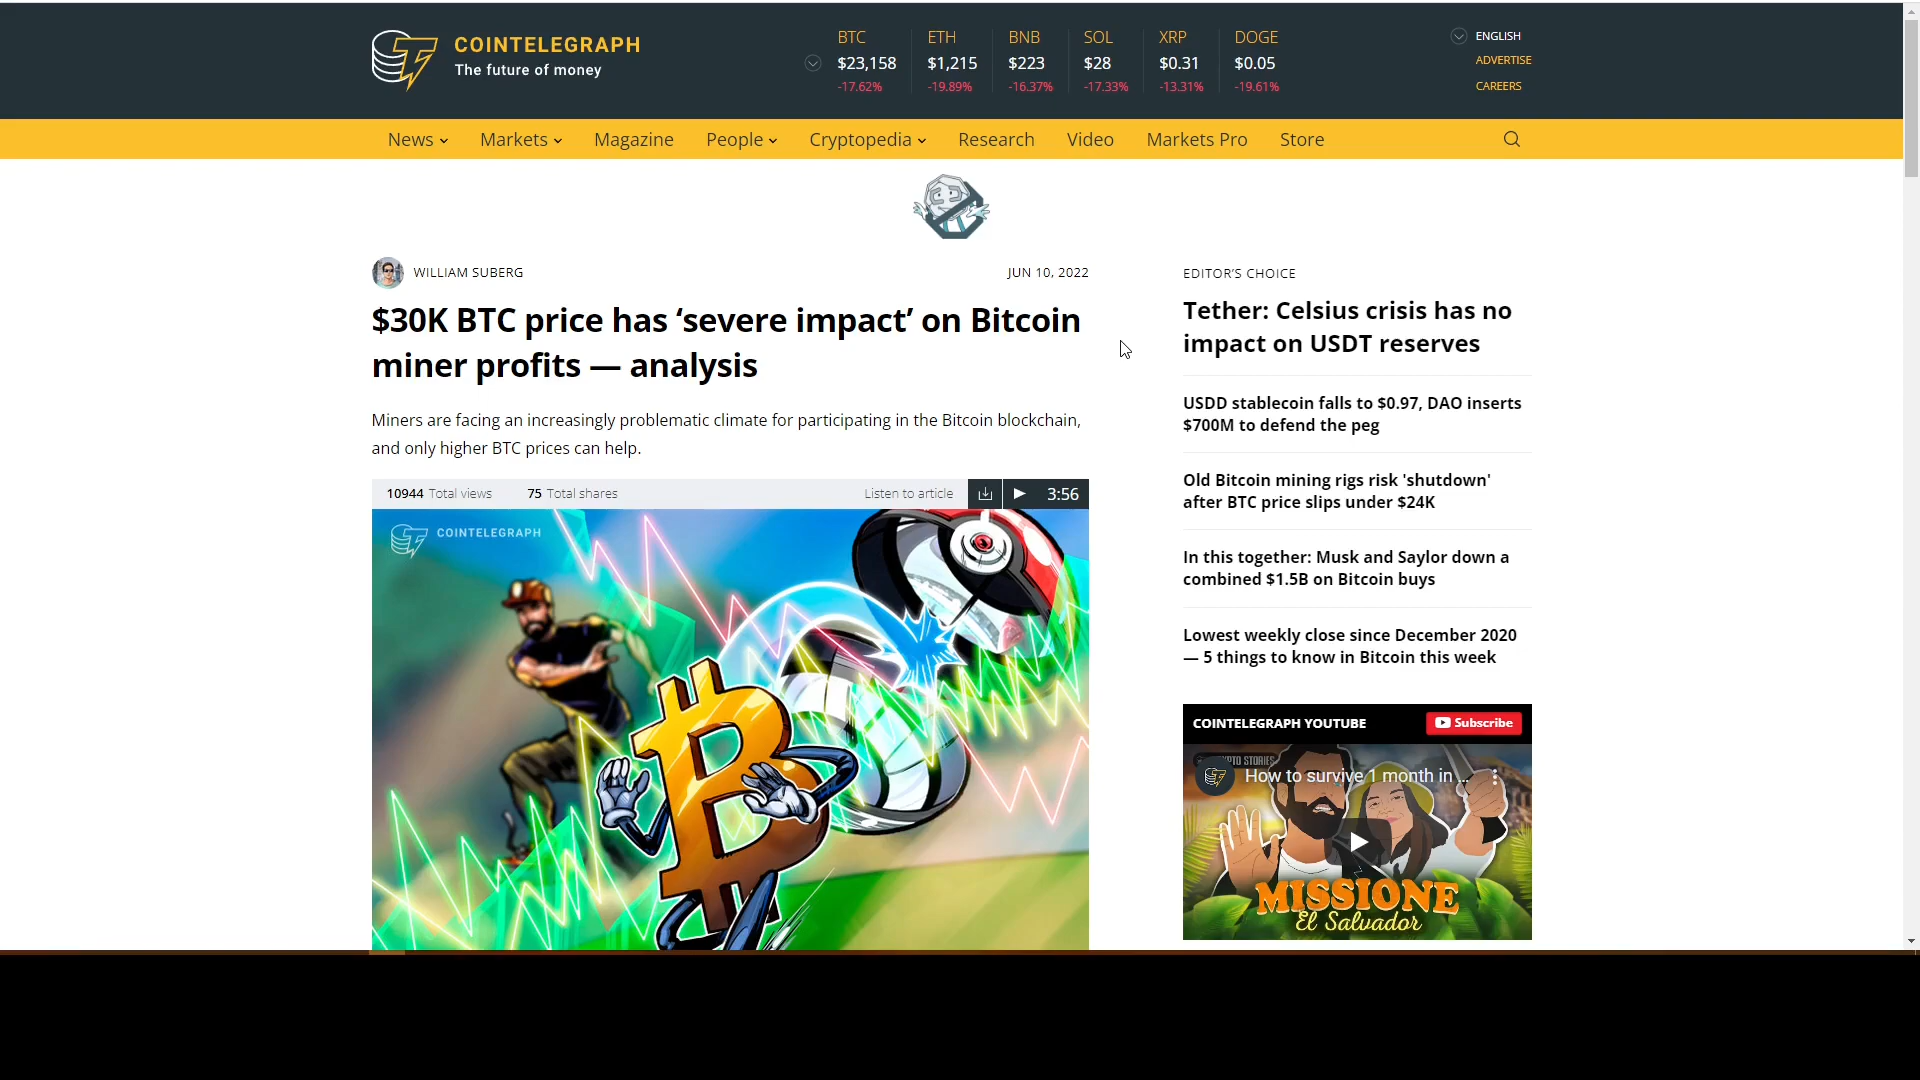 COINTELEGRAPH
The future of money
BTC
$23,158
-17.62%
ETH
$1,215
-19.89%
BNB
$223
-16.37%
SOL
$28
-17.33%
XRP
$0.31
-13.31%
DOGE
$0.05
-19.61%
ENGLISH
ADVERTISE
CAREERS
News Markets Magazine People Cryptopedia Research Video Markets Pro Store
WILLIAM SUBERG JUN 10, 2022
$30K BTC price has ‘severe impact’ on Bitcoin
miner profits — analysis
Miners are facing an increasingly problematic climate for participating in the Bitcoin blockchain,
and only higher BTC prices can help.
10944 Total views 75 Total shares Listen to article 3:56
COINTELEGRAPH
EDITOR’S CHOICE
Tether: Celsius crisis has no
impact on USDT reserves
USDD stablecoin falls to $0.97, DAO inserts
$700M to defend the peg
Old Bitcoin mining rigs risk 'shutdown'
after BTC price slips under $24K
In this together: Musk and Saylor down a
combined $1.5B on Bitcoin buys
Lowest weekly close since December 2020
— 5 things to know in Bitcoin this week
COINTELEGRAPH YOUTUBE Subscribe
STORIES
How to survive 1 month in ...
MISSIONE
El Salvador